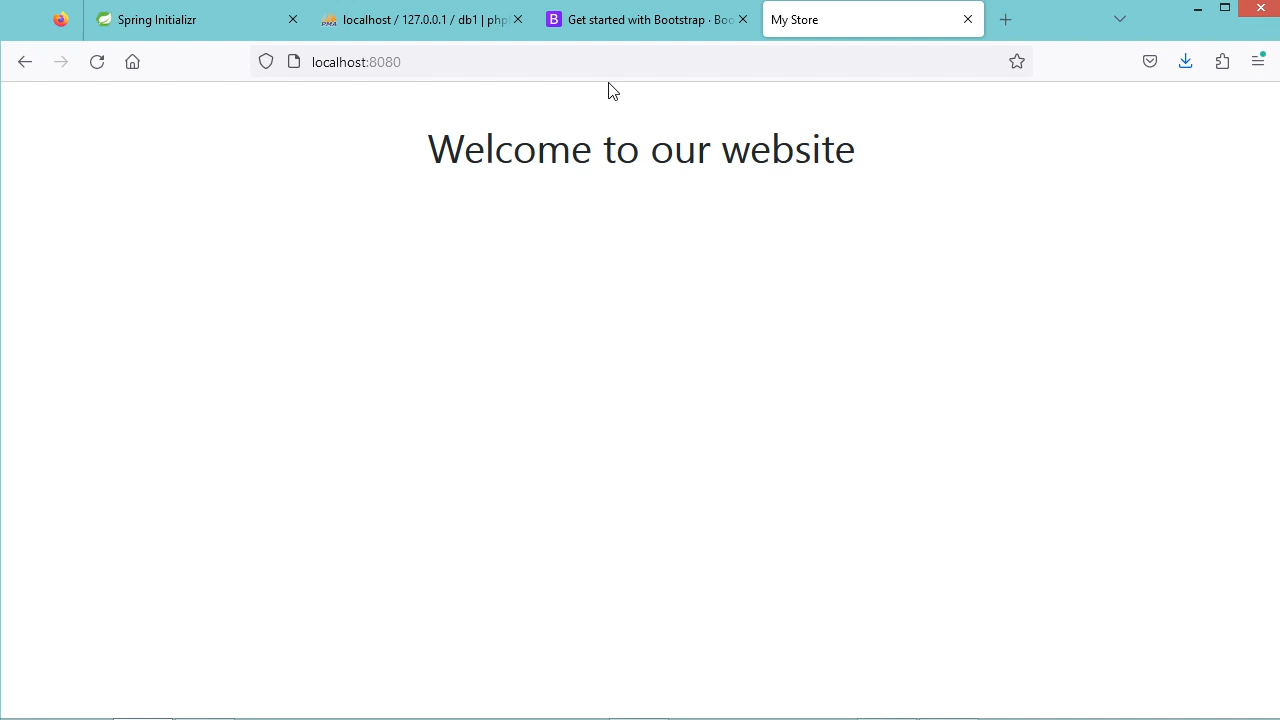 Spring Initializr
localhost / 127.0.0.1 / db1 | php
Get started with Bootstrap · Boo
My Store
localhost:8080
Welcome to our website